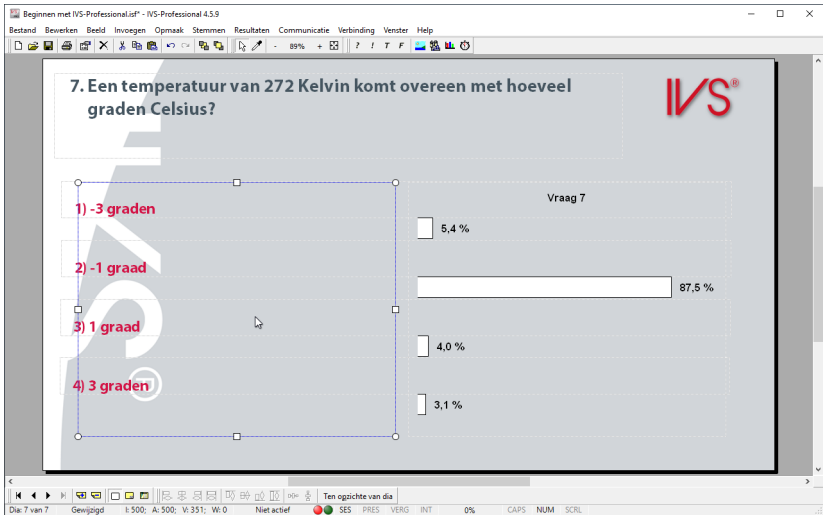 Beginnen met IVS-Professional.isf* - IVS-Professional 4.5.9
Bestand Bewerken Beeld Invoegen Opmaak Stemmen Resultaten Communicatie Verbinding Venster Help
- 89% + ? ! T F
7. Een temperatuur van 272 Kelvin komt overeen met hoeveel
graden Celsius?
IVS®
Vraag 7
1) -3 graden
5,4 %
2) -1 graad
87,5 %
3) 1 graad
4,0 %
4) 3 graden
3,1 %
VS®
Ten opzichte van dia
Dia: 7 van 7 Gewijzigd I: 500; A: 500; V: 351; W: 0 Niet actief SES PRES VERG INT 0% CAPS NUM SCRL